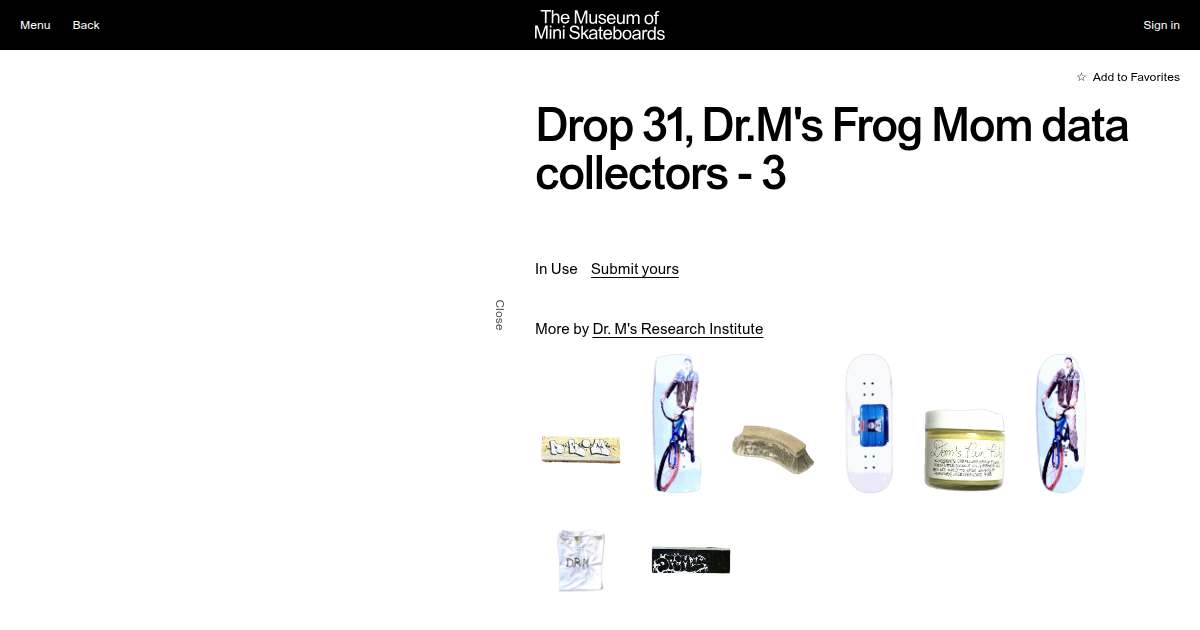 Menu
Back
The Museum of
Mini Skateboards
Sign in
☆ Add to Favorites
Drop 31, Dr.M's Frog Mom data
collectors - 3
In Use
Submit yours
Close
More by Dr. M's Research Institute
DR.M